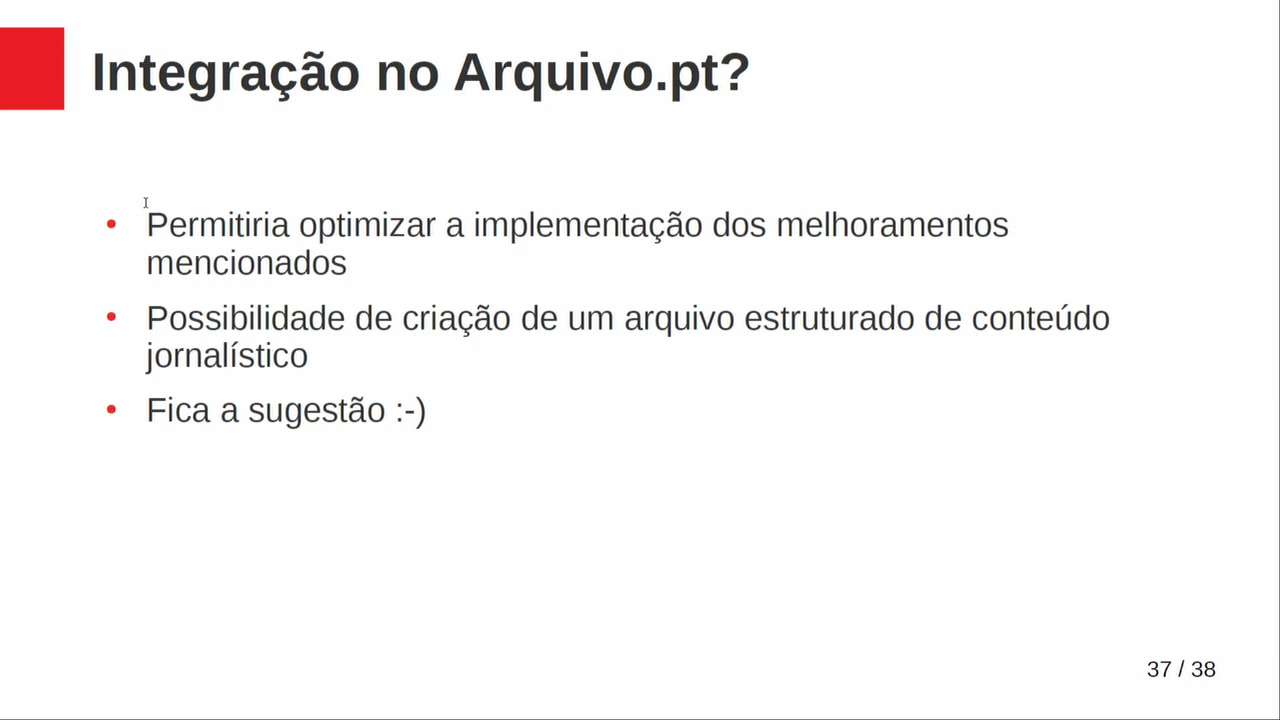 Integração no Arquivo.pt?
• Permitiria optimizar a implementação dos melhoramentos
mencionados
• Possibilidade de criação de um arquivo estruturado de conteúdo
jornalístico
• Fica a sugestão :-)
37 / 38